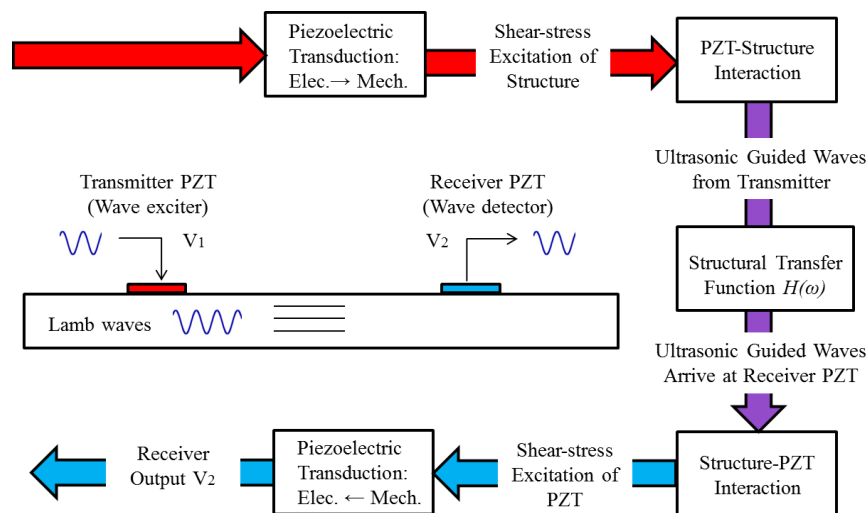 Piezoelectric
Transduction:
Elec.→ Mech.
Shear-stress
Excitation of
Structure
PZT-Structure
Interaction
Ultrasonic Guided Waves
from Transmitter
Transmitter PZT
(Wave exciter)
V1
Receiver PZT
(Wave detector)
V2
Structural Transfer
Function H(ω)
Lamb waves
Ultrasonic Guided Waves
Arrive at Receiver PZT
Receiver
Output V2
Piezoelectric
Transduction:
Elec. ← Mech.
Shear-stress
Excitation of
PZT
Structure-PZT
Interaction